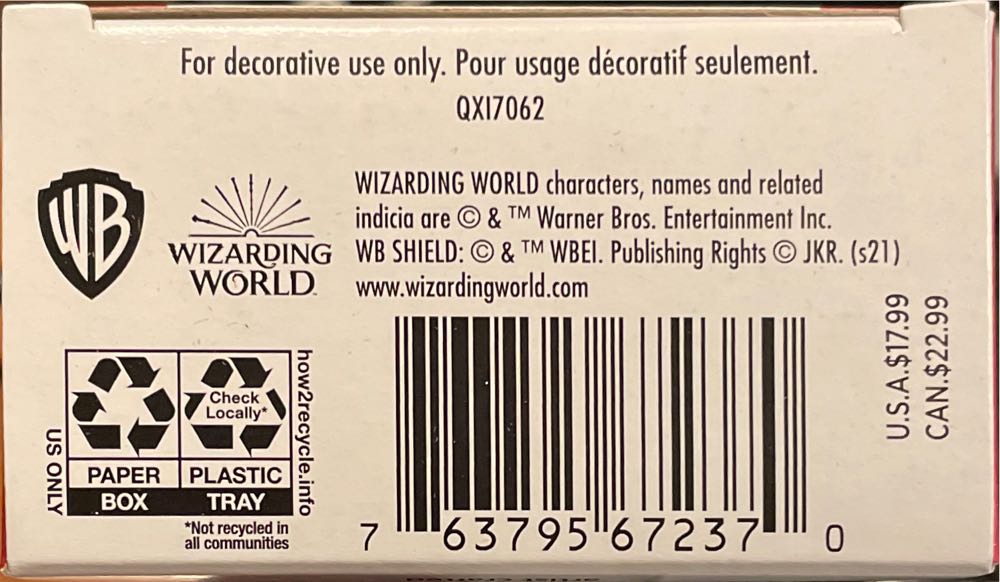 For decorative use only. Pour usage décoratif seulement.
QXI7062
WB
WIZARDING
WORLD
WIZARDING WORLD characters, names and related
indicia are © & ™ Warner Bros. Entertainment Inc.
WB SHIELD: © & ™ WBEI. Publishing Rights © JKR. (s21)
www.wizardingworld.com
U.S.A.$17.99
CAN.$22.99
US ONLY
Check
Locally*
PAPER
BOX
PLASTIC
TRAY
how2recycle.info
*Not recycled in
all communities
7 63795 67237 0